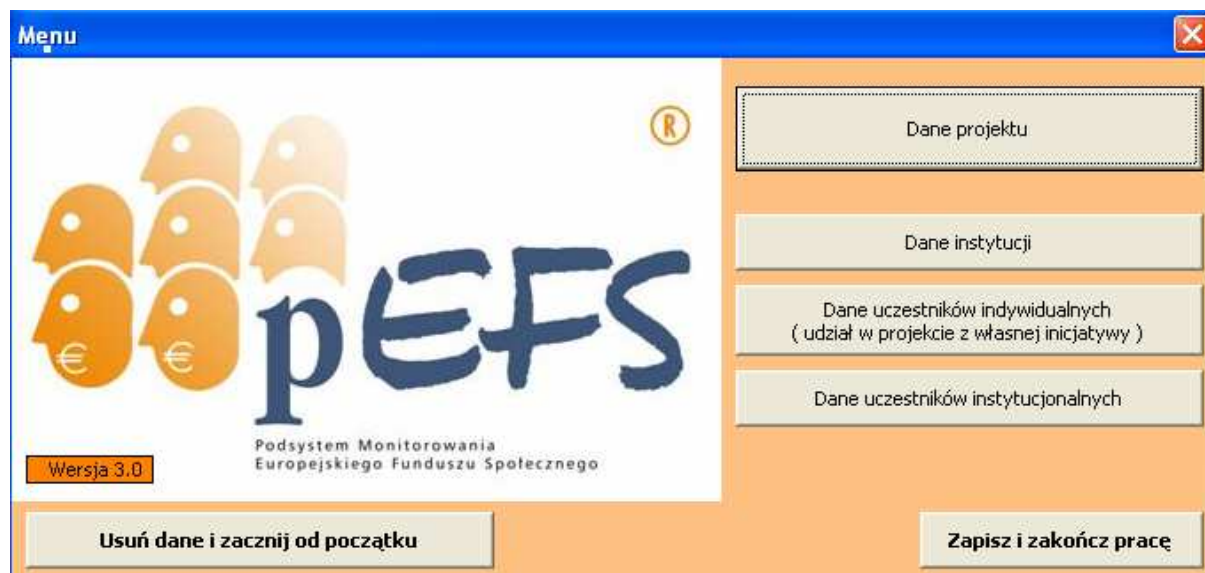 Menu
®
pEFS
Podsystem Monitorowania
Europejskiego Funduszu Społecznego
Wersja 3.0
Dane projektu
Dane instytucji
Dane uczestników indywidualnych
( udział w projekcie z własnej inicjatywy )
Dane uczestników instytucjonalnych
Usuń dane i zacznij od początku
Zapisz i zakończ pracę